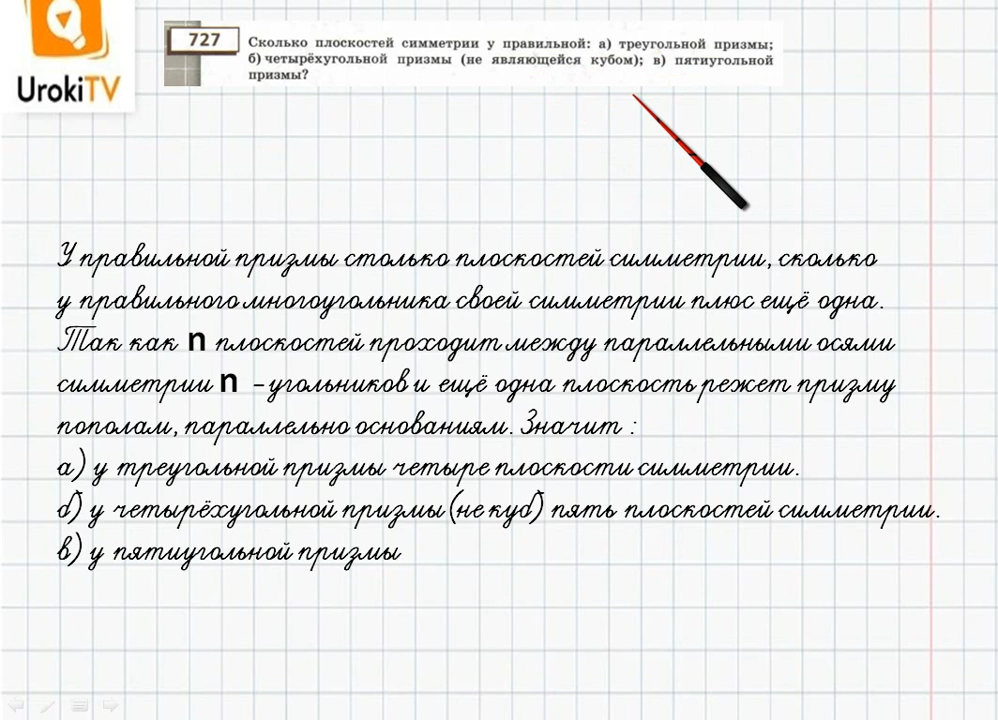 UrokiTV
727
Сколько плоскостей симметрии у правильной: а) треугольной призмы;
б) четырёхугольной призмы (не являющейся кубом); в) пятиугольной
призмы?
У правильной призмы столько плоскостей симметрии, сколько
у правильного многоугольника своей симметрии плюс ещё одна.
Так как n плоскостей проходит между параллельными осями
симметрии n -угольников и ещё одна плоскость режет призму
пополам, параллельно основаниям. Значит :
а) у треугольной призмы четыре плоскости симметрии.
б) у четырёхугольной призмы (не куб) пять плоскостей симметрии.
в) у пятиугольной призмы